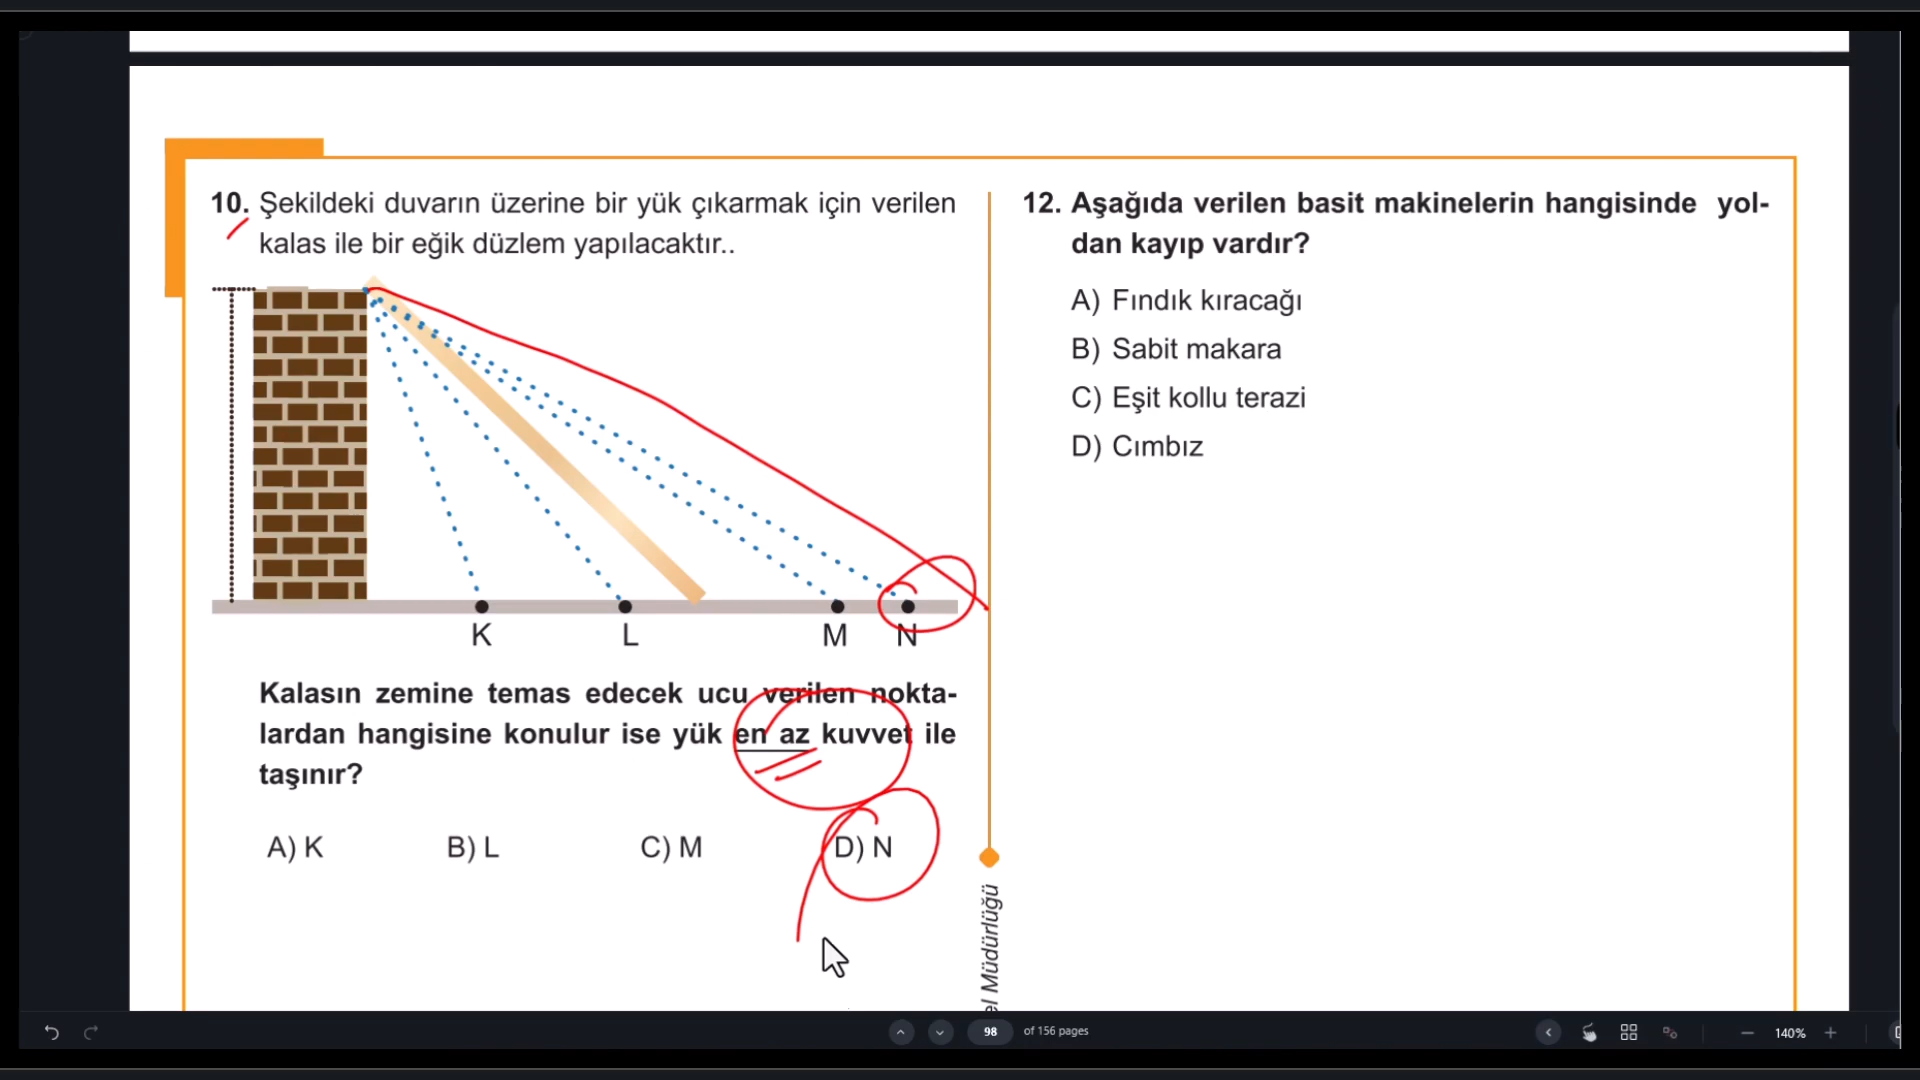 10. Şekildeki duvarın üzerine bir yük çıkarmak için verilen
kalas ile bir eğik düzlem yapılacaktır..
K
L
M
N
Kalasın zemine temas edecek ucu verilen nokta-
lardan hangisine konulur ise yük en az kuvvet ile
taşınır?
A) K
B) L
C) M
D) N
12. Aşağıda verilen basit makinelerin hangisinde yol-
dan kayıp vardır?
A) Fındık kıracağı
B) Sabit makara
C) Eşit kollu terazi
D) Cımbız
el Müdürlüğü
98
of 156 pages
140%